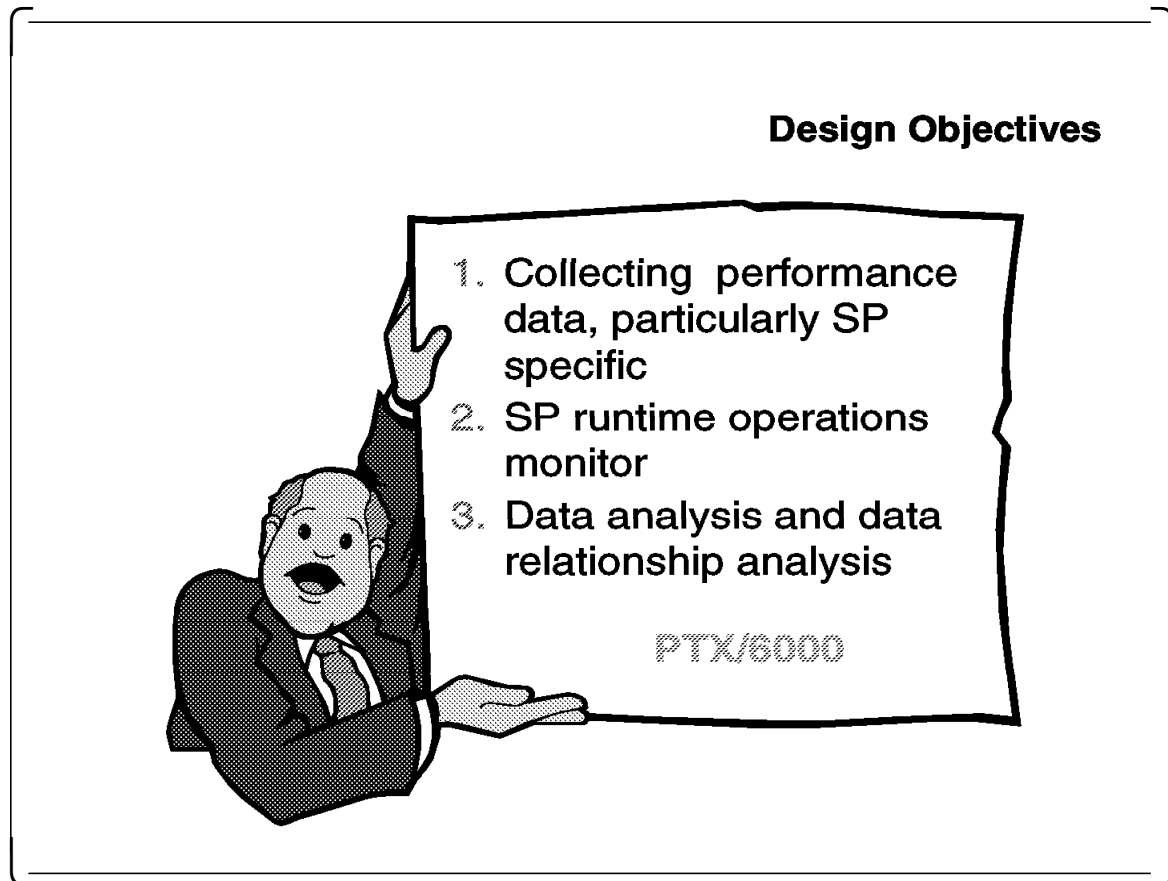 Design Objectives
1. Collecting performance
data, particularly SP
specific
2. SP runtime operations
monitor
3. Data analysis and data
relationship analysis
PTX/6000